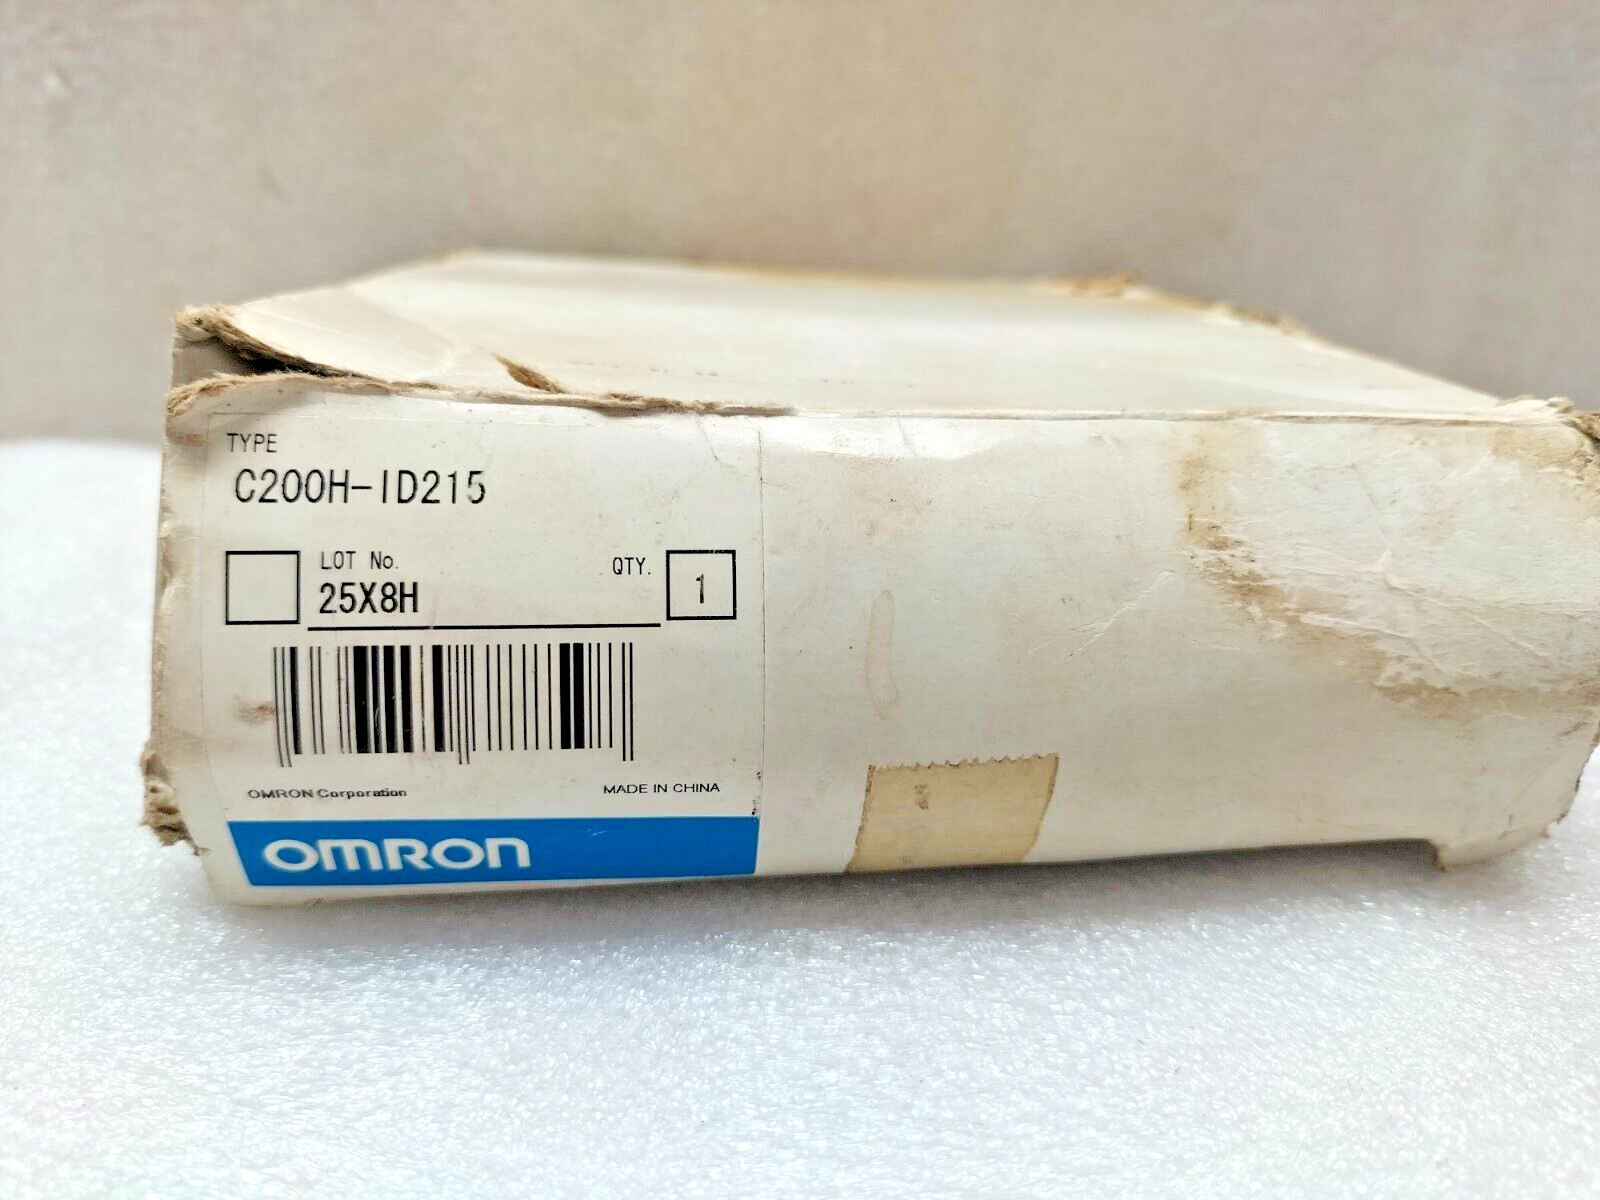 TYPE
C200H-ID215
LOT No.
QTY.
25X8H
1
OMRON Corporation
MADE IN CHINA
OMRON